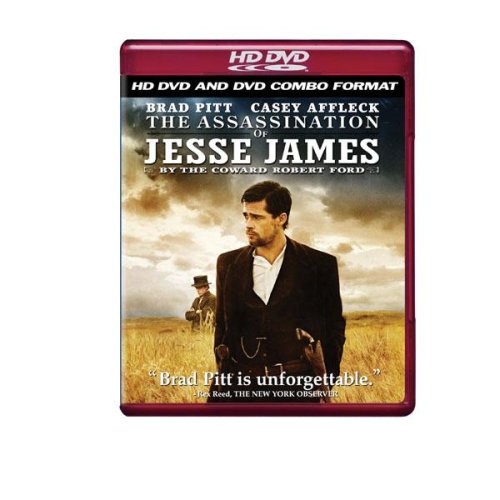 HD DVD
HD DVD AND DVD COMBO FORMAT
BRAD PITT CASEY AFFLECK
THE ASSASSINATION
OF
JESSE JAMES
BY THE COWARD ROBERT FORD
"Brad Pitt is unforgettable."
-Rex Reed, THE NEW YORK OBSERVER